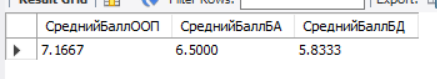 Result Grid Filter Rows: Export:
СреднийБаллООП СреднийБаллБА СреднийБаллБД
7.1667 6.5000 5.8333